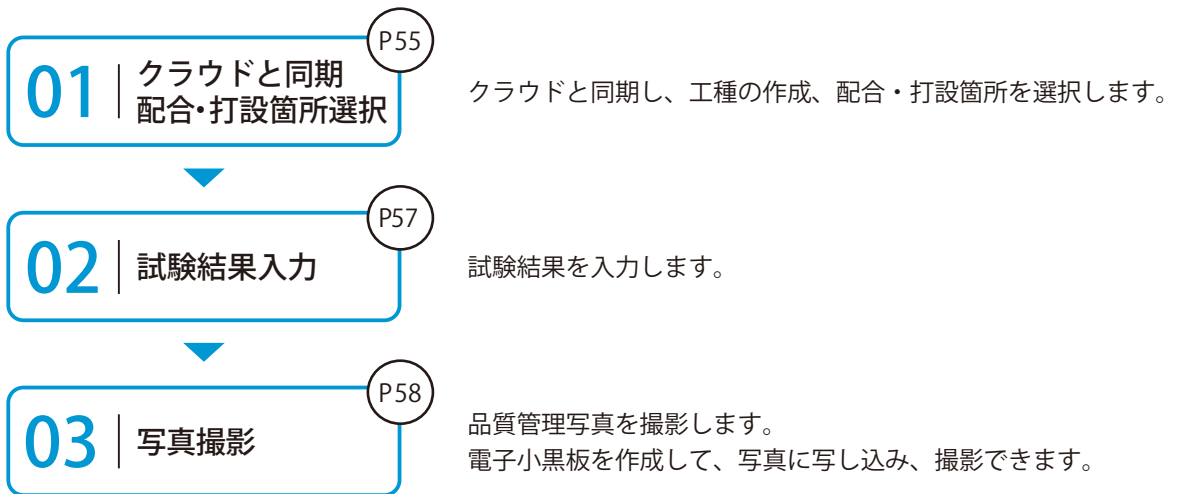 P55
01
クラウドと同期
配合・打設箇所選択
クラウドと同期し、工種の作成、配合・打設箇所を選択します。
P57
02
試験結果入力
試験結果を入力します。
P58
03
写真撮影
品質管理写真を撮影します。
電子小黒板を作成して、写真に写し込み、撮影できます。